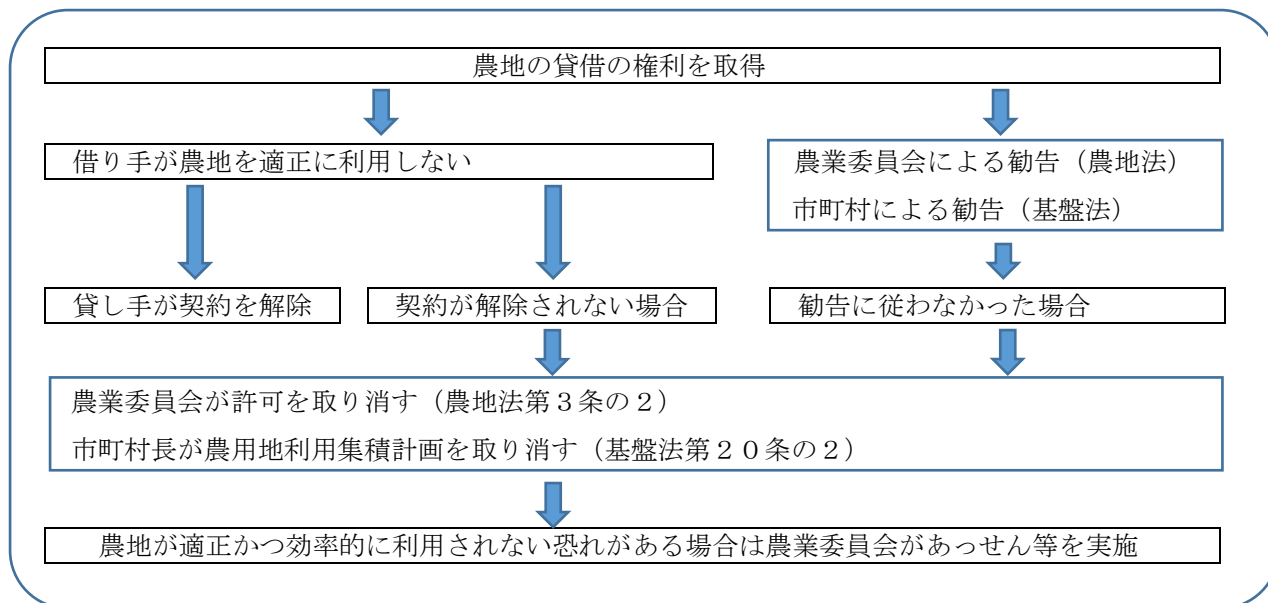 農地の貸借の権利を取得
借り手が農地を適正に利用しない
農業委員会による勧告（農地法）
市町村による勧告（基盤法）
貸し手が契約を解除
契約が解除されない場合
勧告に従わなかった場合
農業委員会が許可を取り消す（農地法第３条の２）
市町村長が農用地利用集積計画を取り消す（基盤法第２０条の２）
農地が適正かつ効率的に利用されない恐れがある場合は農業委員会があっせん等を実施